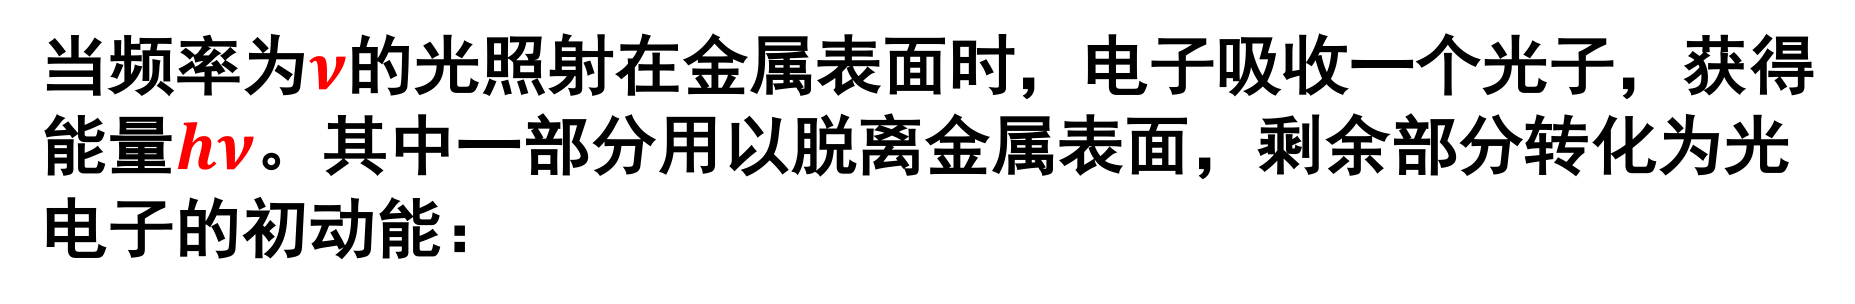 当频率为ν的光照射在金属表面时，电子吸收一个光子，获得
能量hν。其中一部分用以脱离金属表面，剩余部分转化为光
电子的初动能：